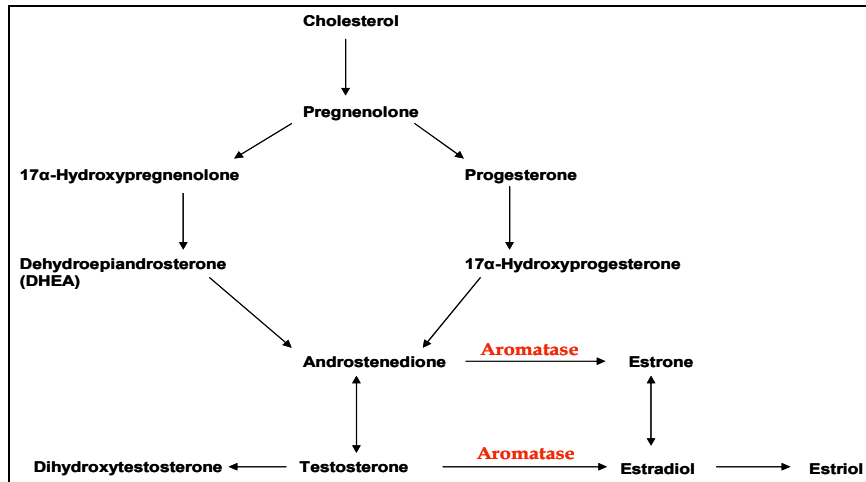 Cholesterol
Pregnenolone
17α-Hydroxypregnenolone
Progesterone
Dehydroepiandrosterone
(DHEA)
17α-Hydroxyprogesterone
Androstenedione
Aromatase
Estrone
Dihydroxytestosterone
Testosterone
Aromatase
Estradiol
Estriol